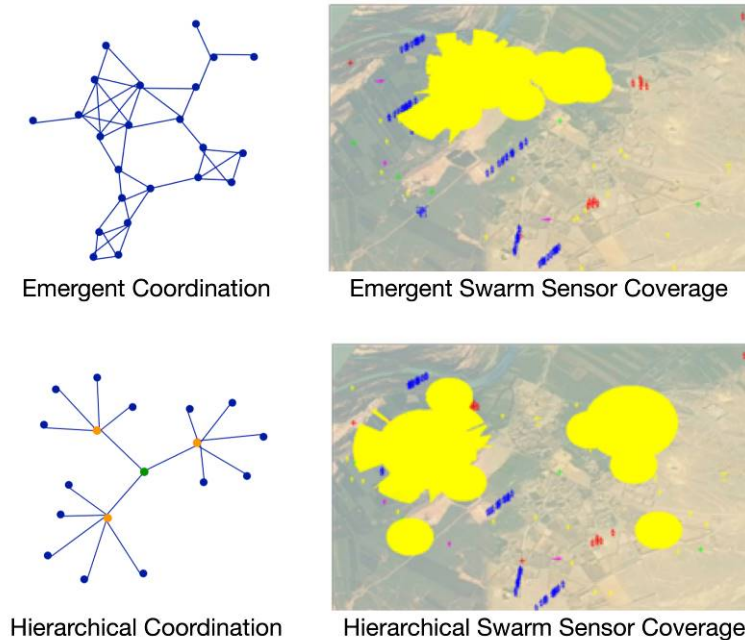 Emergent Coordination
Emergent Swarm Sensor Coverage
Hierarchical Coordination
Hierarchical Swarm Sensor Coverage